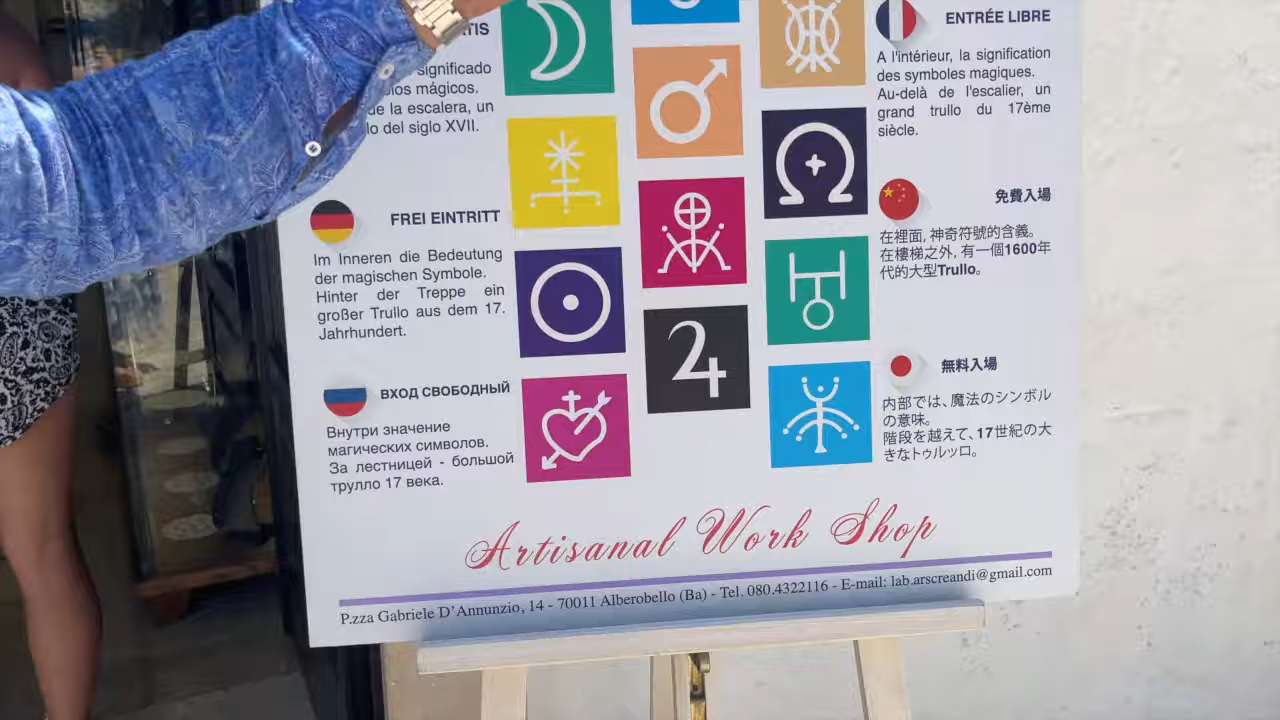 significado
mágicos.
de la escalera, un
del siglo XVII.
FREI EINTRITT
Im Inneren die Bedeutung
der magischen Symbole.
Hinter der Treppe ein
großer Trullo aus dem 17.
Jahrhundert.
ВХОД СВОБОДНЫЙ
Внутри значение
магических символов.
За лестницей - большой
трулло 17 века.
ENTRÉE LIBRE
A l'intérieur, la signification
des symboles magiques.
Au-delà de l'escalier, un
grand trullo du 17ème
siècle.
免費入場
在裡面, 神奇符號的含義。
在樓梯之外, 有一個1600年
代的大型Trullo。
無料入場
内部では、魔法のシンボル
の意味。
階段を越えて、17世紀の大
きなトゥルッロ。
Artisanal Work Shop
P.zza Gabriele D'Annunzio, 14 - 70011 Alberobello (Ba) - Tel. 080.4322116 - E-mail: lab.arscreandi@gmail.com